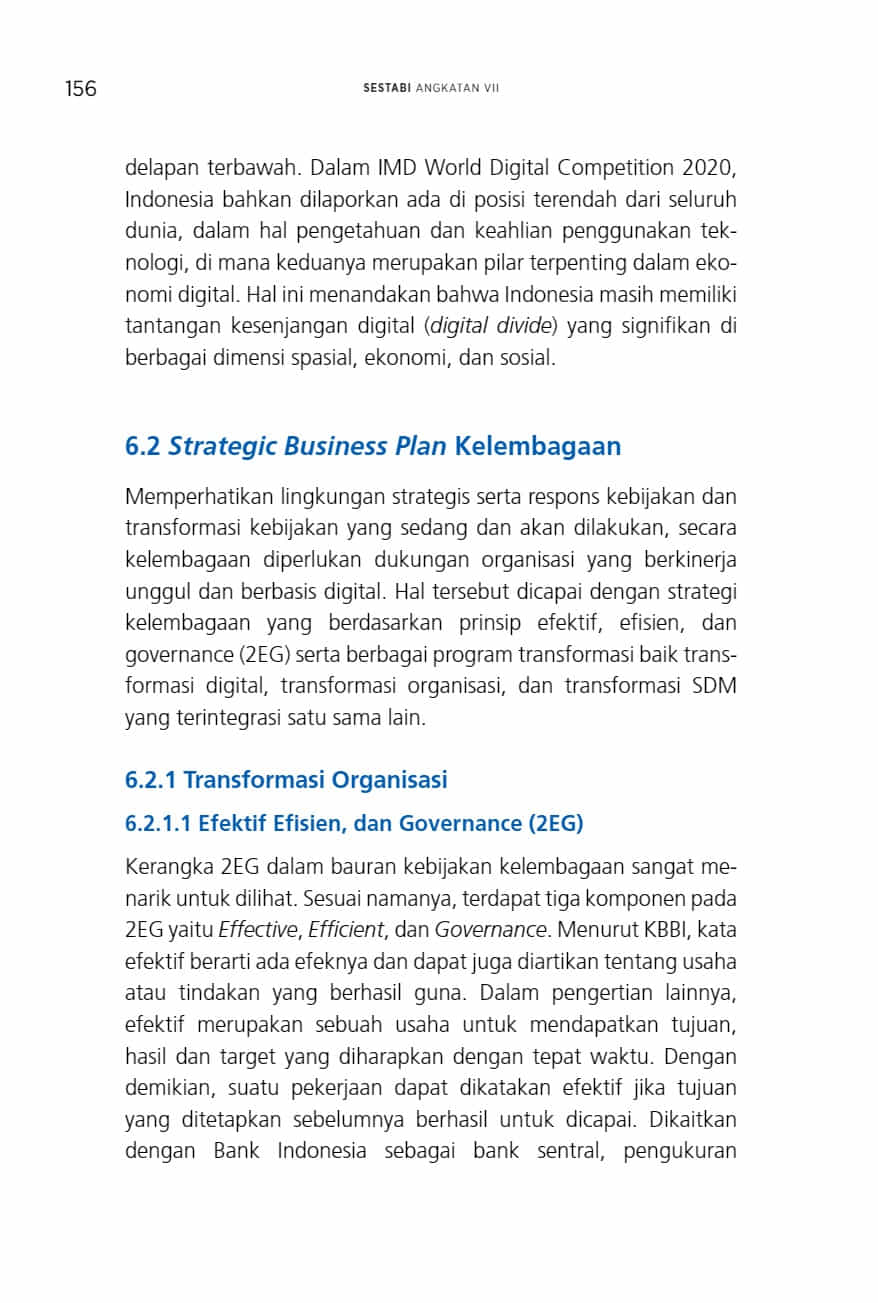 156
SESTABI ANGKATAN VII
delapan terbawah. Dalam IMD World Digital Competition 2020,
Indonesia bahkan dilaporkan ada di posisi terendah dari seluruh
dunia, dalam hal pengetahuan dan keahlian penggunakan tek-
nologi, di mana keduanya merupakan pilar terpenting dalam eko-
nomi digital. Hal ini menandakan bahwa Indonesia masih memiliki
tantangan kesenjangan digital (digital divide) yang signifikan di
berbagai dimensi spasial, ekonomi, dan sosial.
6.2 Strategic Business Plan Kelembagaan
Memperhatikan lingkungan strategis serta respons kebijakan dan
transformasi kebijakan yang sedang dan akan dilakukan, secara
kelembagaan diperlukan dukungan organisasi yang berkinerja
unggul dan berbasis digital. Hal tersebut dicapai dengan strategi
kelembagaan yang berdasarkan prinsip efektif, efisien, dan
governance (2EG) serta berbagai program transformasi baik trans-
formasi digital, transformasi organisasi, dan transformasi SDM
yang terintegrasi satu sama lain.
6.2.1 Transformasi Organisasi
6.2.1.1 Efektif Efisien, dan Governance (2EG)
Kerangka 2EG dalam bauran kebijakan kelembagaan sangat me-
narik untuk dilihat. Sesuai namanya, terdapat tiga komponen pada
2EG yaitu Effective, Efficient, dan Governance. Menurut KBBI, kata
efektif berarti ada efeknya dan dapat juga diartikan tentang usaha
atau tindakan yang berhasil guna. Dalam pengertian lainnya,
efektif merupakan sebuah usaha untuk mendapatkan tujuan,
hasil dan target yang diharapkan dengan tepat waktu. Dengan
demikian, suatu pekerjaan dapat dikatakan efektif jika tujuan
yang ditetapkan sebelumnya berhasil untuk dicapai. Dikaitkan
dengan Bank Indonesia sebagai bank sentral, pengukuran